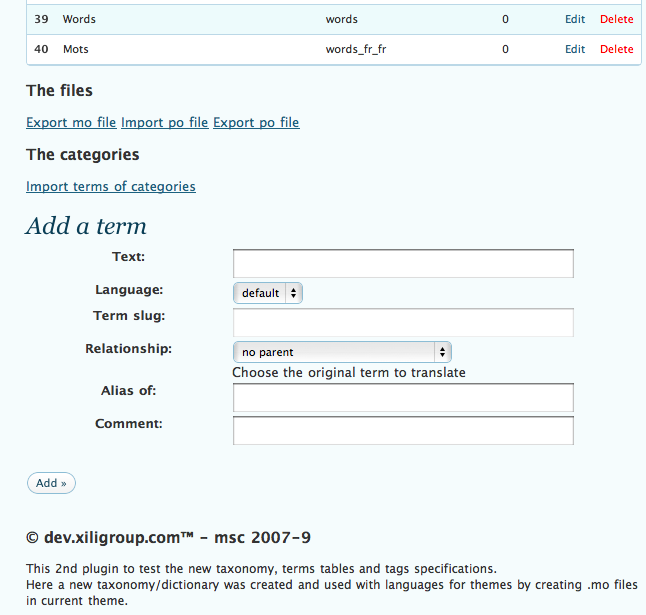 39 Words words 0 Edit Delete
40 Mots words_fr_fr 0 Edit Delete
The files
Export mo file Import po file Export po file
The categories
Import terms of categories
Add a term
Text:
Language: default
Term slug:
Relationship: no parent
Choose the original term to translate
Alias of:
Comment:
Add »
© dev.xiligroup.com™ - msc 2007-9
This 2nd plugin to test the new taxonomy, terms tables and tags specifications.
Here a new taxonomy/dictionary was created and used with languages for themes by creating .mo files
in current theme.